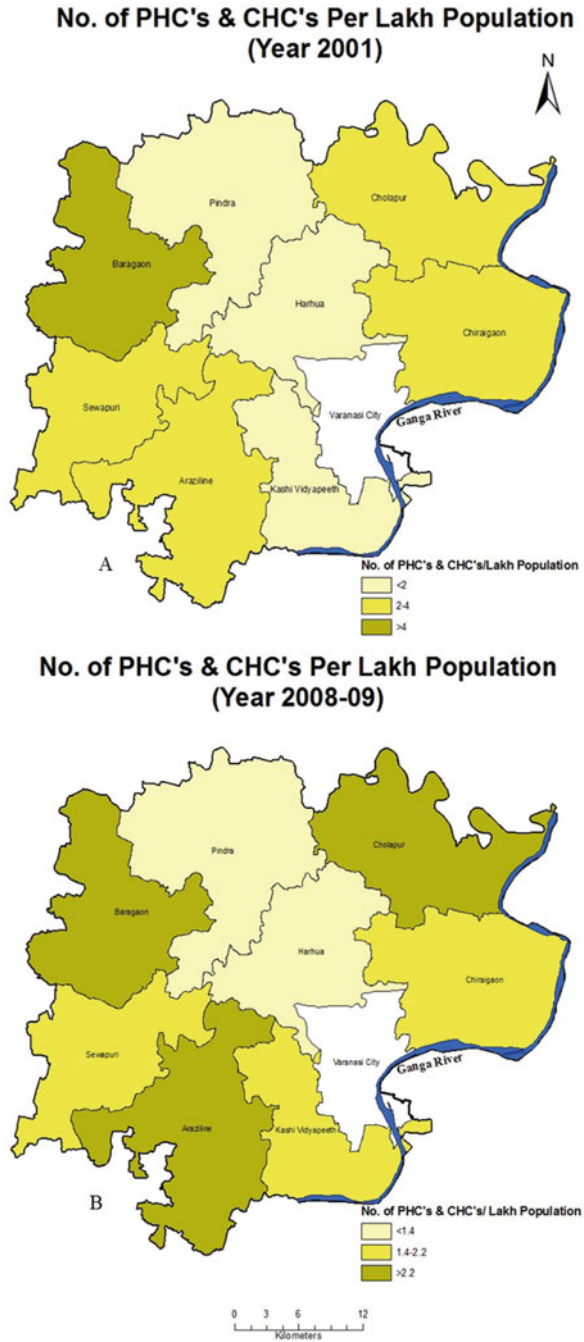 No. of PHC's & CHC's Per Lakh Population
(Year 2001)
N
Pindra
Cholapur
Baragaon
Harhua
Chiraigaon
Sewapuri
Varanasi City
Ganga River
Araziline
Kashi Vidyapeeth
A
No. of PHC's & CHC's/Lakh Population
<2
2-4
>4
No. of PHC's & CHC's Per Lakh Population
(Year 2008-09)
Pindra
Cholapur
Baragaon
Harhua
Chiraigaon
Sewapuri
Varanasi City
Ganga River
Araziline
Kashi Vidyapeeth
B
No. of PHC's & CHC's/ Lakh Population
<1.4
1.4-2.2
>2.2
0 3 6 12
Kilometers